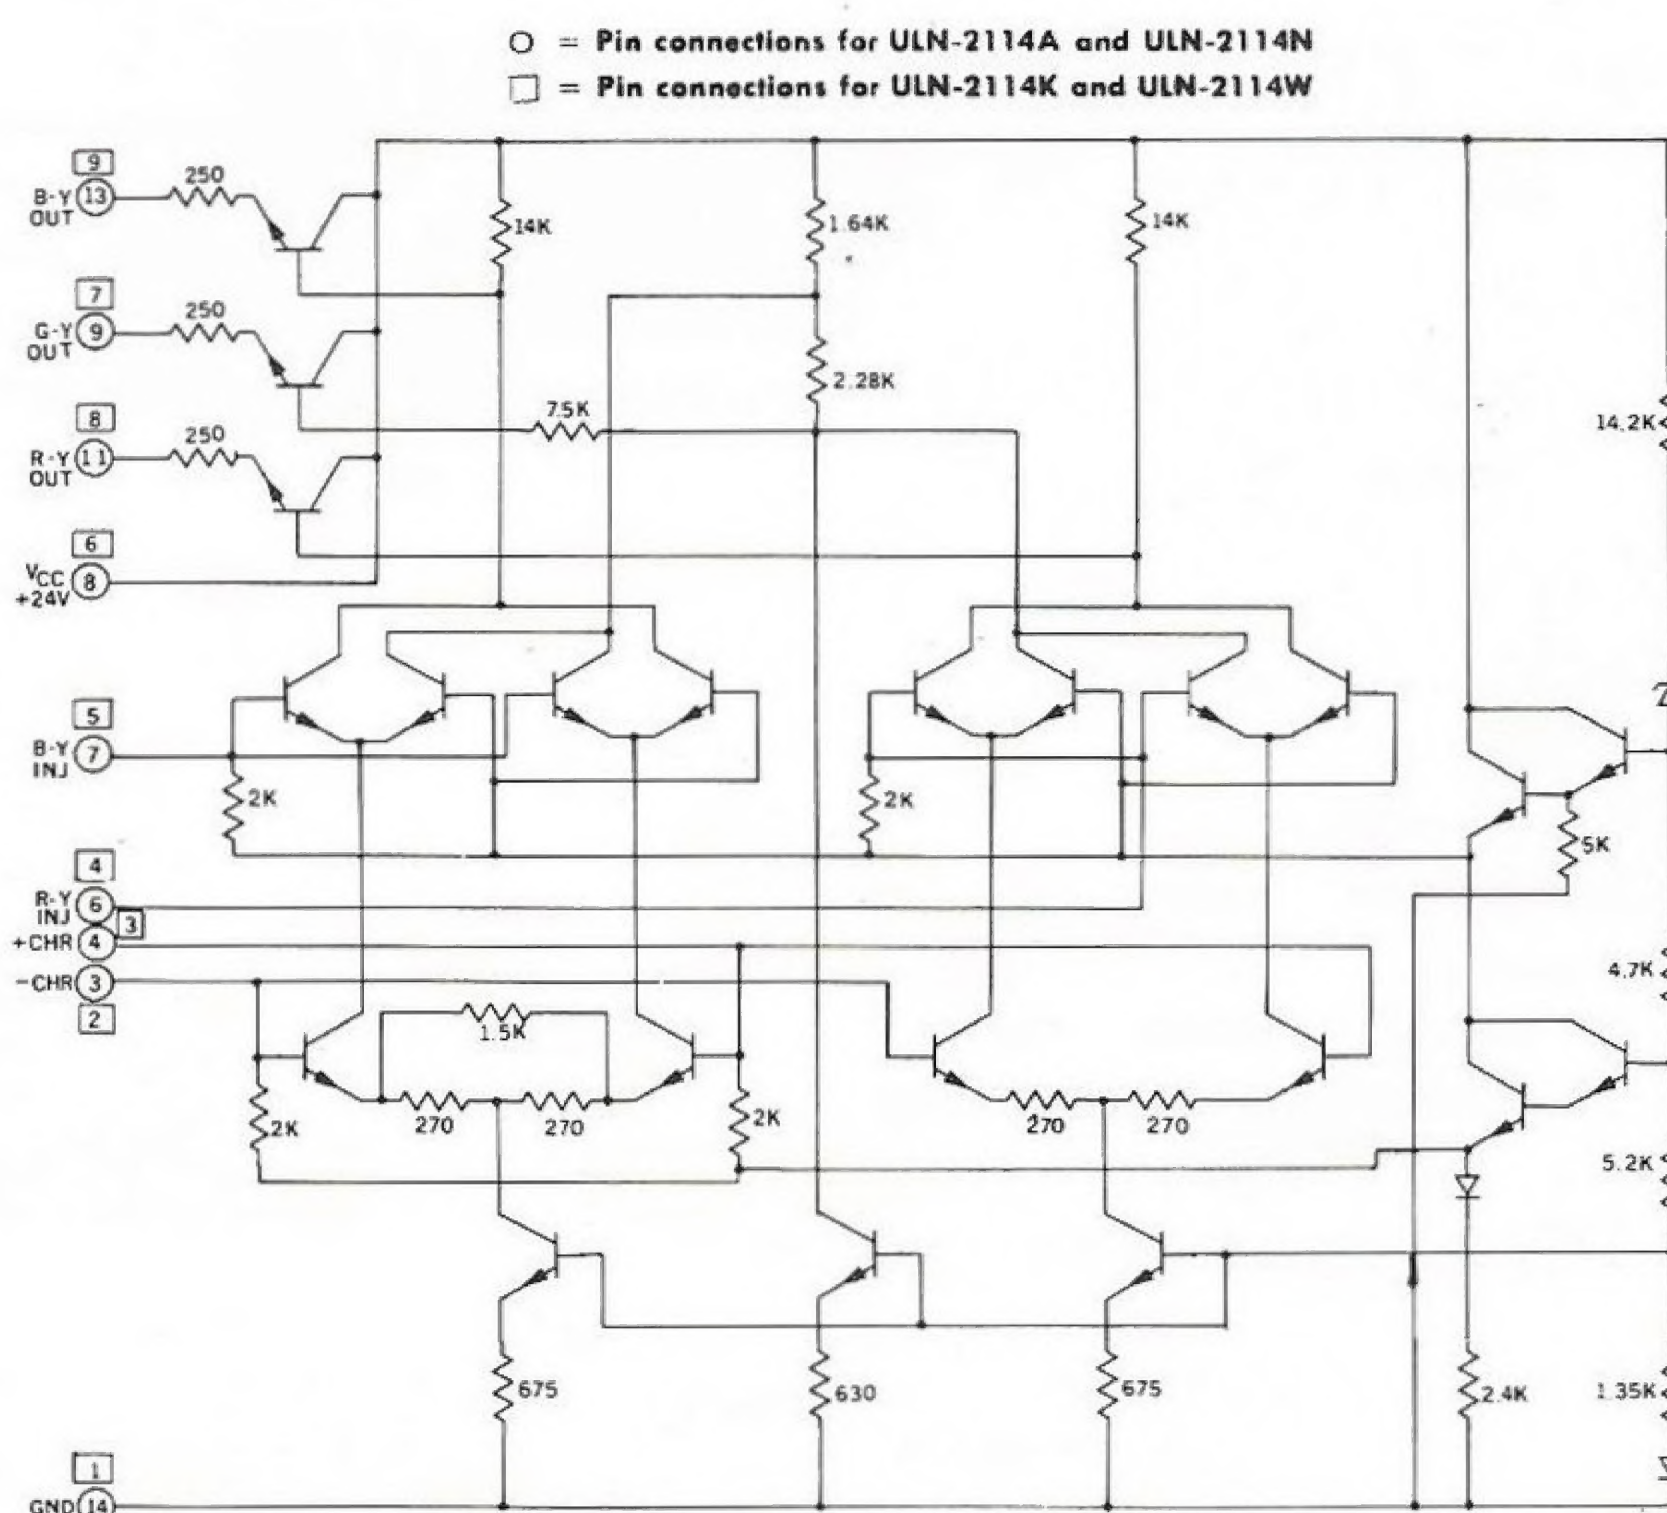 O = Pin connections for ULN-2114A and ULN-2114N
□ = Pin connections for ULN-2114K and ULN-2114W
9
B-Y
OUT
13
250
14K
1.64K
14K
7
G-Y
OUT
9
250
2.28K
8
R-Y
OUT
11
250
7.5K
14.2K
6
VCC
+24V
8
5
B-Y
INJ
7
2K
2K
5K
4
R-Y
INJ
6
3
+CHR
4
-CHR
3
2
4.7K
1.5K
2K
270
270
2K
270
270
5.2K
675
630
675
2.4K
1.35K
1
GND
14